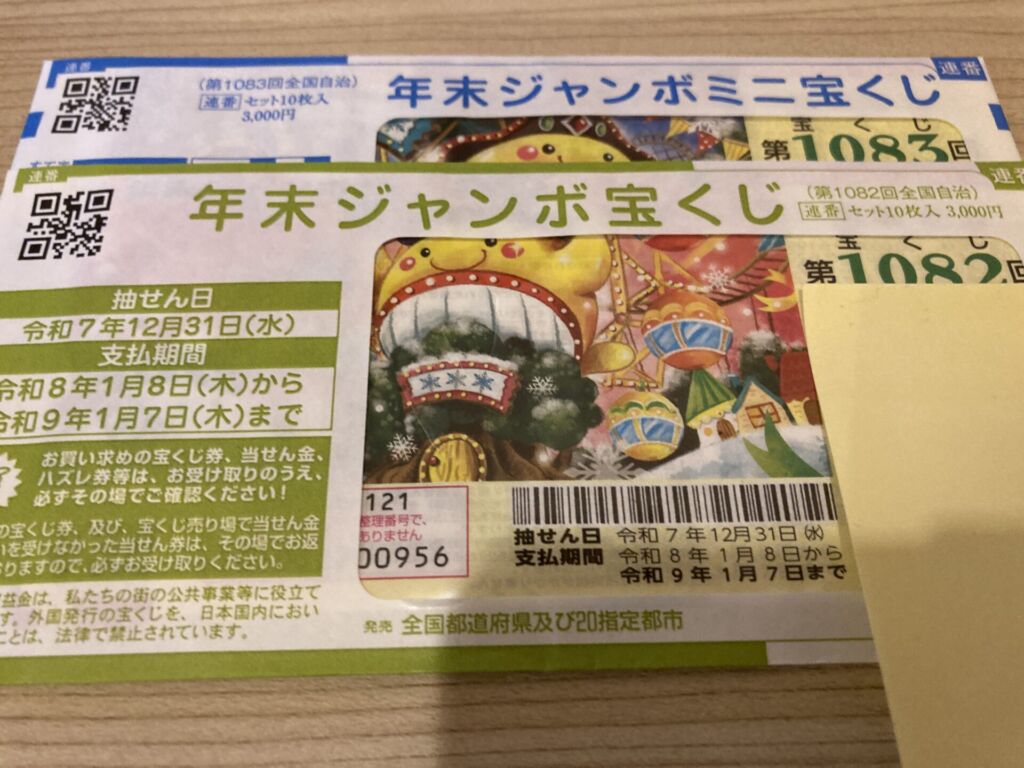 連番
(第1083回全国自治)
連番 セット10枚入
3,000円
年末ジャンボミニ宝くじ
連番
宝くじ
第1083回
連番
年末ジャンボ宝くじ
(第1082回全国自治)
連番 セット10枚入 3,000円
連番
宝くじ
第1082回
抽せん日
令和7年12月31日(水)
支払期間
令和8年1月8日(木)から
令和9年1月7日(木)まで
お買い求めの宝くじ券、当せん金、
ハズレ券等は、お受け取りのうえ、
必ずその場でご確認ください!
の宝くじ券、及び、宝くじ売り場で当せん金
いを受けなかった当せん券は、その場でお返
おりますので、必ずお受け取りください。
益金は、私たちの街の公共事業等に役立て
す。外国発行の宝くじを、日本国内におい
ことは、法律で禁止されています。
121
整理番号で、
ありません
00956
抽せん日 令和7年12月31日(水)
支払期間 令和8年1月8日から
令和9年1月7日まで
発売 全国都道府県及び20指定都市